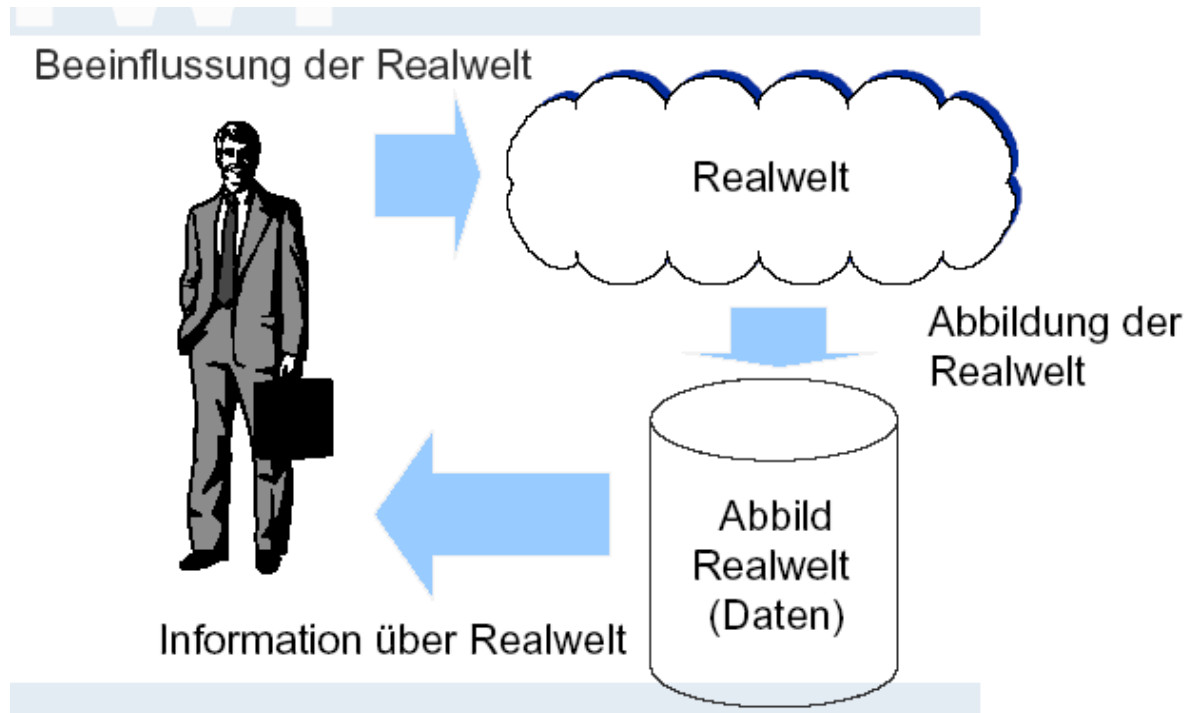 Beeinflussung der Realwelt
Realwelt
Abbildung der
Realwelt
Abbild
Realwelt
(Daten)
Information über Realwelt